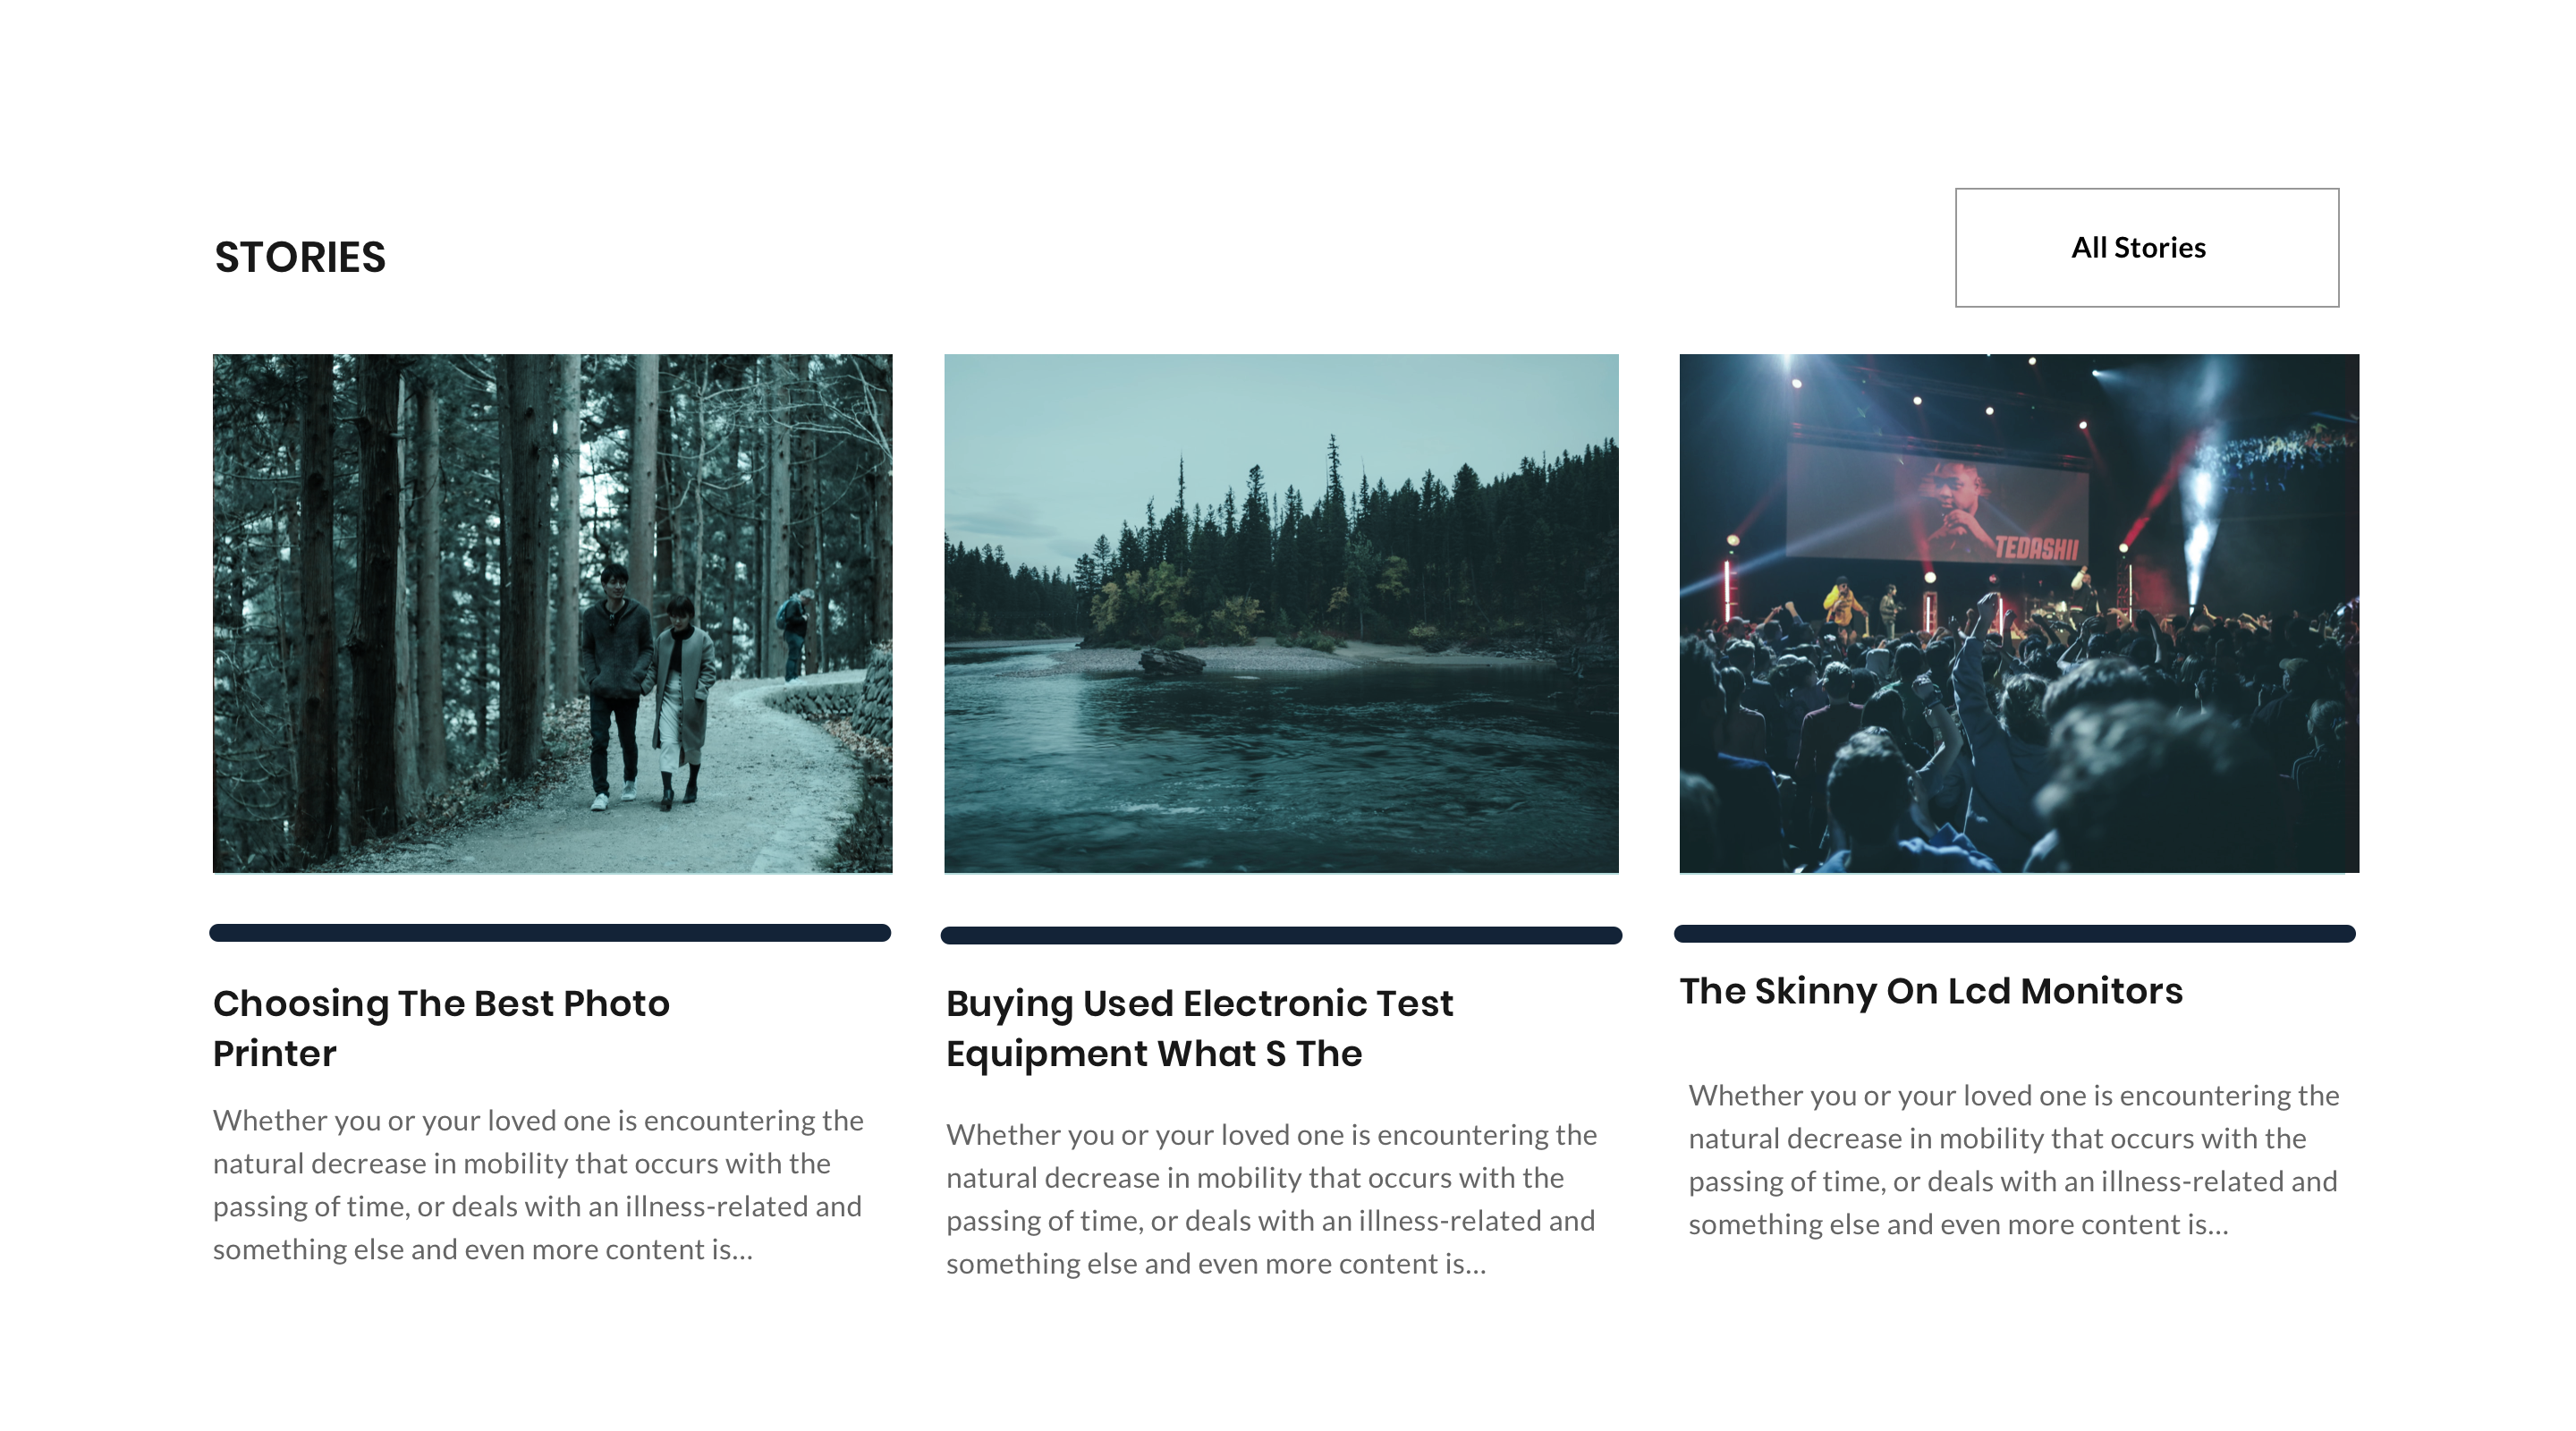 STORIES
All Stories
TEDASHII
Choosing The Best Photo
Printer
Whether you or your loved one is encountering the
natural decrease in mobility that occurs with the
passing of time, or deals with an illness-related and
something else and even more content is...
Buying Used Electronic Test
Equipment What S The
Whether you or your loved one is encountering the
natural decrease in mobility that occurs with the
passing of time, or deals with an illness-related and
something else and even more content is...
The Skinny On Lcd Monitors
Whether you or your loved one is encountering the
natural decrease in mobility that occurs with the
passing of time, or deals with an illness-related and
something else and even more content is...